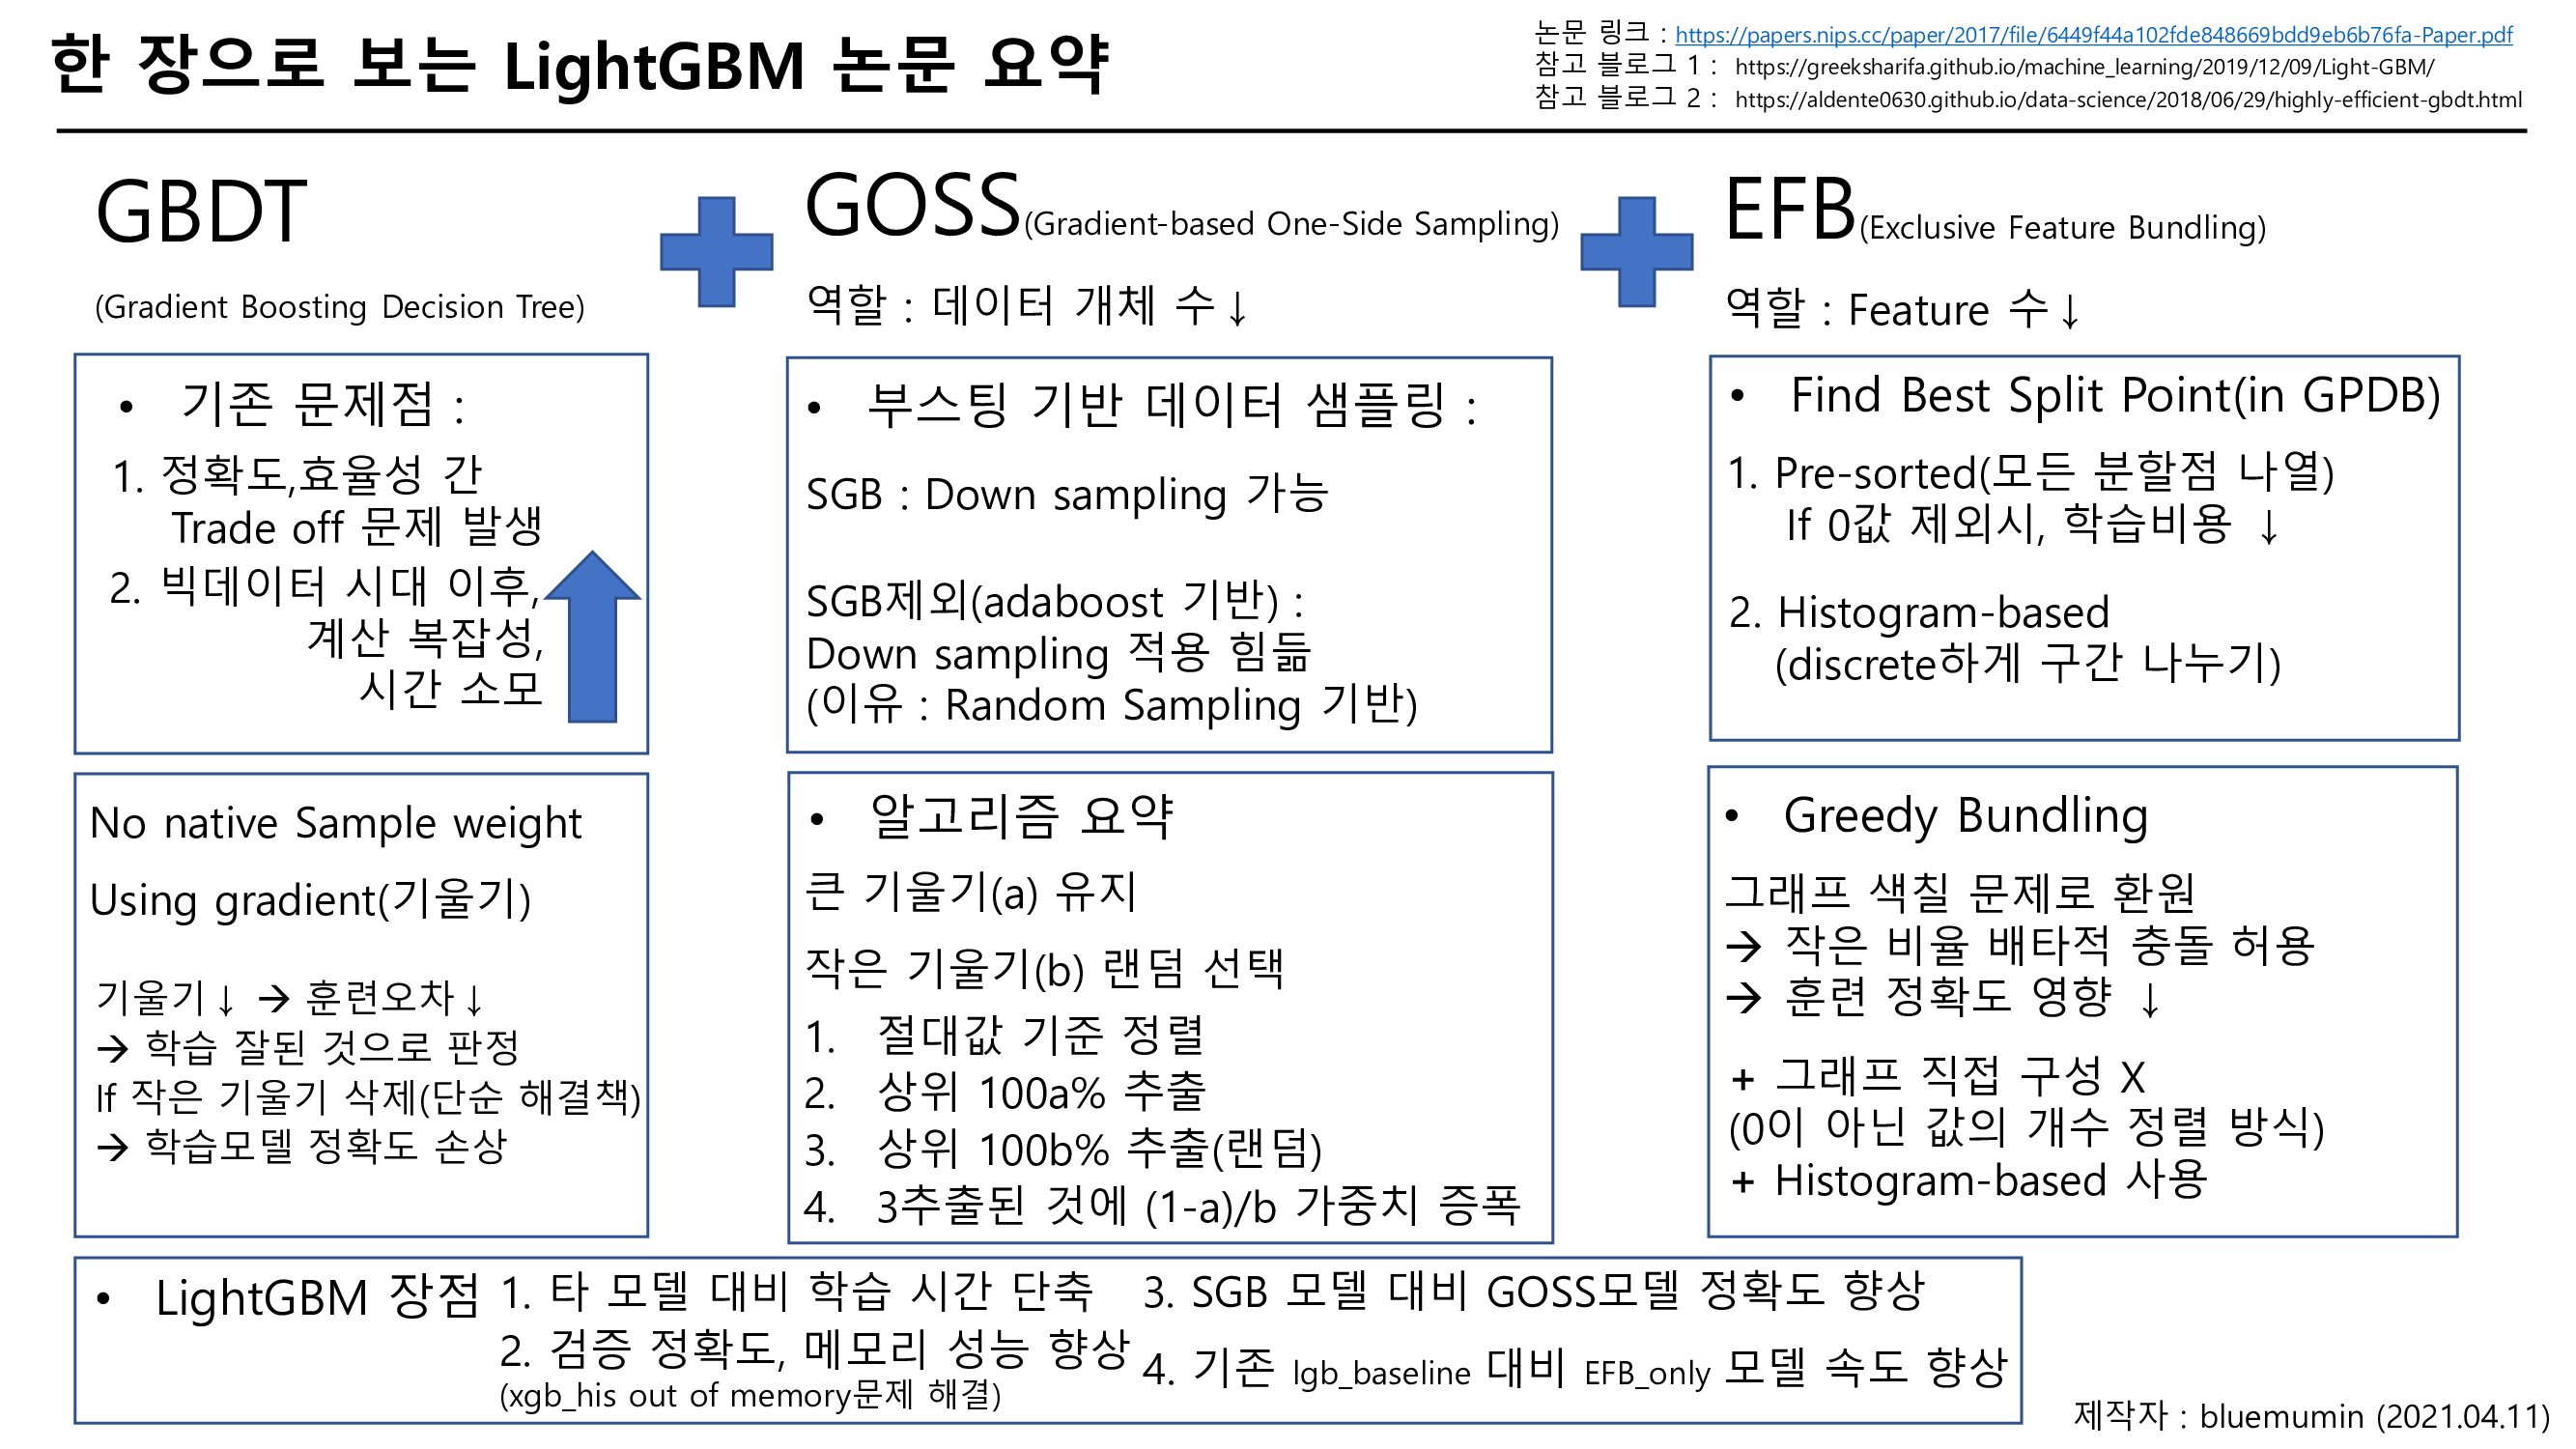 한 장으로 보는 LightGBM 논문 요약
논문 링크 : https://papers.nips.cc/paper/2017/file/6449f44a102fde848669bdd9eb6b76fa-Paper.pdf
참고 블로그 1 : https://greeksharifa.github.io/machine_learning/2019/12/09/Light-GBM/
참고 블로그 2 : https://aldente0630.github.io/data-science/2018/06/29/highly-efficient-gbdt.html
GBDT
(Gradient Boosting Decision Tree)
• 기존 문제점 :
1. 정확도,효율성 간
Trade off 문제 발생
2. 빅데이터 시대 이후,
계산 복잡성,
시간 소모
No native Sample weight
Using gradient(기울기)
기울기↓ → 훈련오차↓
→ 학습 잘된 것으로 판정
If 작은 기울기 삭제(단순 해결책)
→ 학습모델 정확도 손상
GOSS(Gradient-based One-Side Sampling)
역할 : 데이터 개체 수↓
• 부스팅 기반 데이터 샘플링 :
SGB : Down sampling 가능
SGB제외(adaboost 기반) :
Down sampling 적용 힘듦
(이유 : Random Sampling 기반)
• 알고리즘 요약
큰 기울기(a) 유지
작은 기울기(b) 랜덤 선택
1. 절대값 기준 정렬
2. 상위 100a% 추출
3. 상위 100b% 추출(랜덤)
4. 3추출된 것에 (1-a)/b 가중치 증폭
EFB(Exclusive Feature Bundling)
역할 : Feature 수↓
• Find Best Split Point(in GPDB)
1. Pre-sorted(모든 분할점 나열)
If 0값 제외시, 학습비용 ↓
2. Histogram-based
(discrete하게 구간 나누기)
• Greedy Bundling
그래프 색칠 문제로 환원
→ 작은 비율 배타적 충돌 허용
→ 훈련 정확도 영향 ↓
+ 그래프 직접 구성 X
(0이 아닌 값의 개수 정렬 방식)
+ Histogram-based 사용
• LightGBM 장점
1. 타 모델 대비 학습 시간 단축
2. 검증 정확도, 메모리 성능 향상
(xgb_his out of memory문제 해결)
3. SGB 모델 대비 GOSS모델 정확도 향상
4. 기존 lgb_baseline 대비 EFB_only 모델 속도 향상
제작자 : bluemumin (2021.04.11)